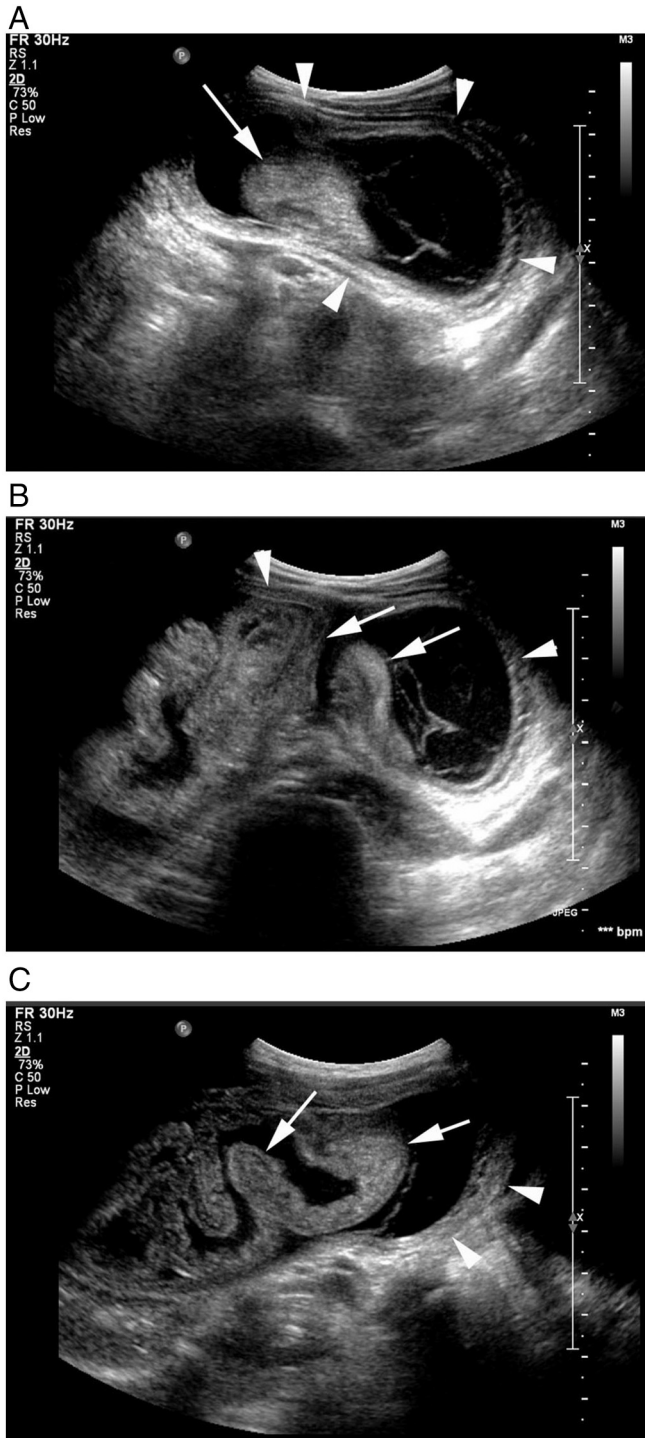 A
FR 30Hz
RS
Z 1.1
2D
73%
C 50
P Low
Res
P
M3
X
B
FR 30Hz
RS
Z 1.1
2D
73%
C 50
P Low
Res
P
M3
X
JPEG
*** bpm
C
FR 30Hz
RS
Z 1.1
2D
73%
C 50
P Low
Res
P
M3
X